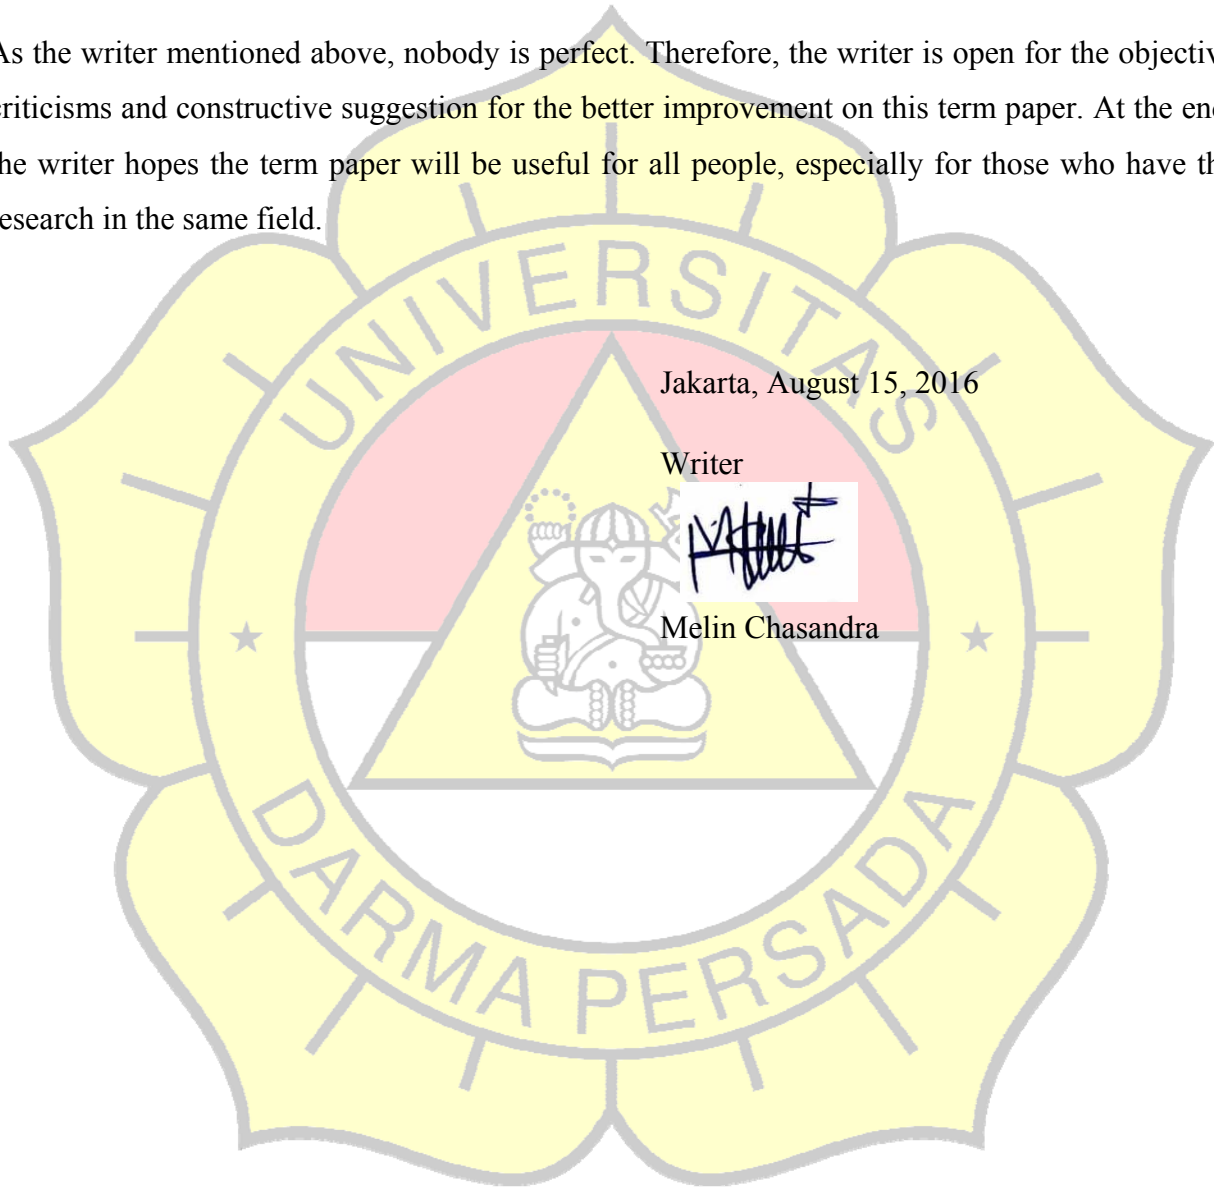 As the writer mentioned above, nobody is perfect. Therefore, the writer is open for the objectiv
criticisms and constructive suggestion for the better improvement on this term paper. At the end
the writer hopes the term paper will be useful for all people, especially for those who have th
research in the same field.
UNIVERSITAS
Jakarta, August 15, 2016
Writer
Melin Chasandra
DARMA PERSADA